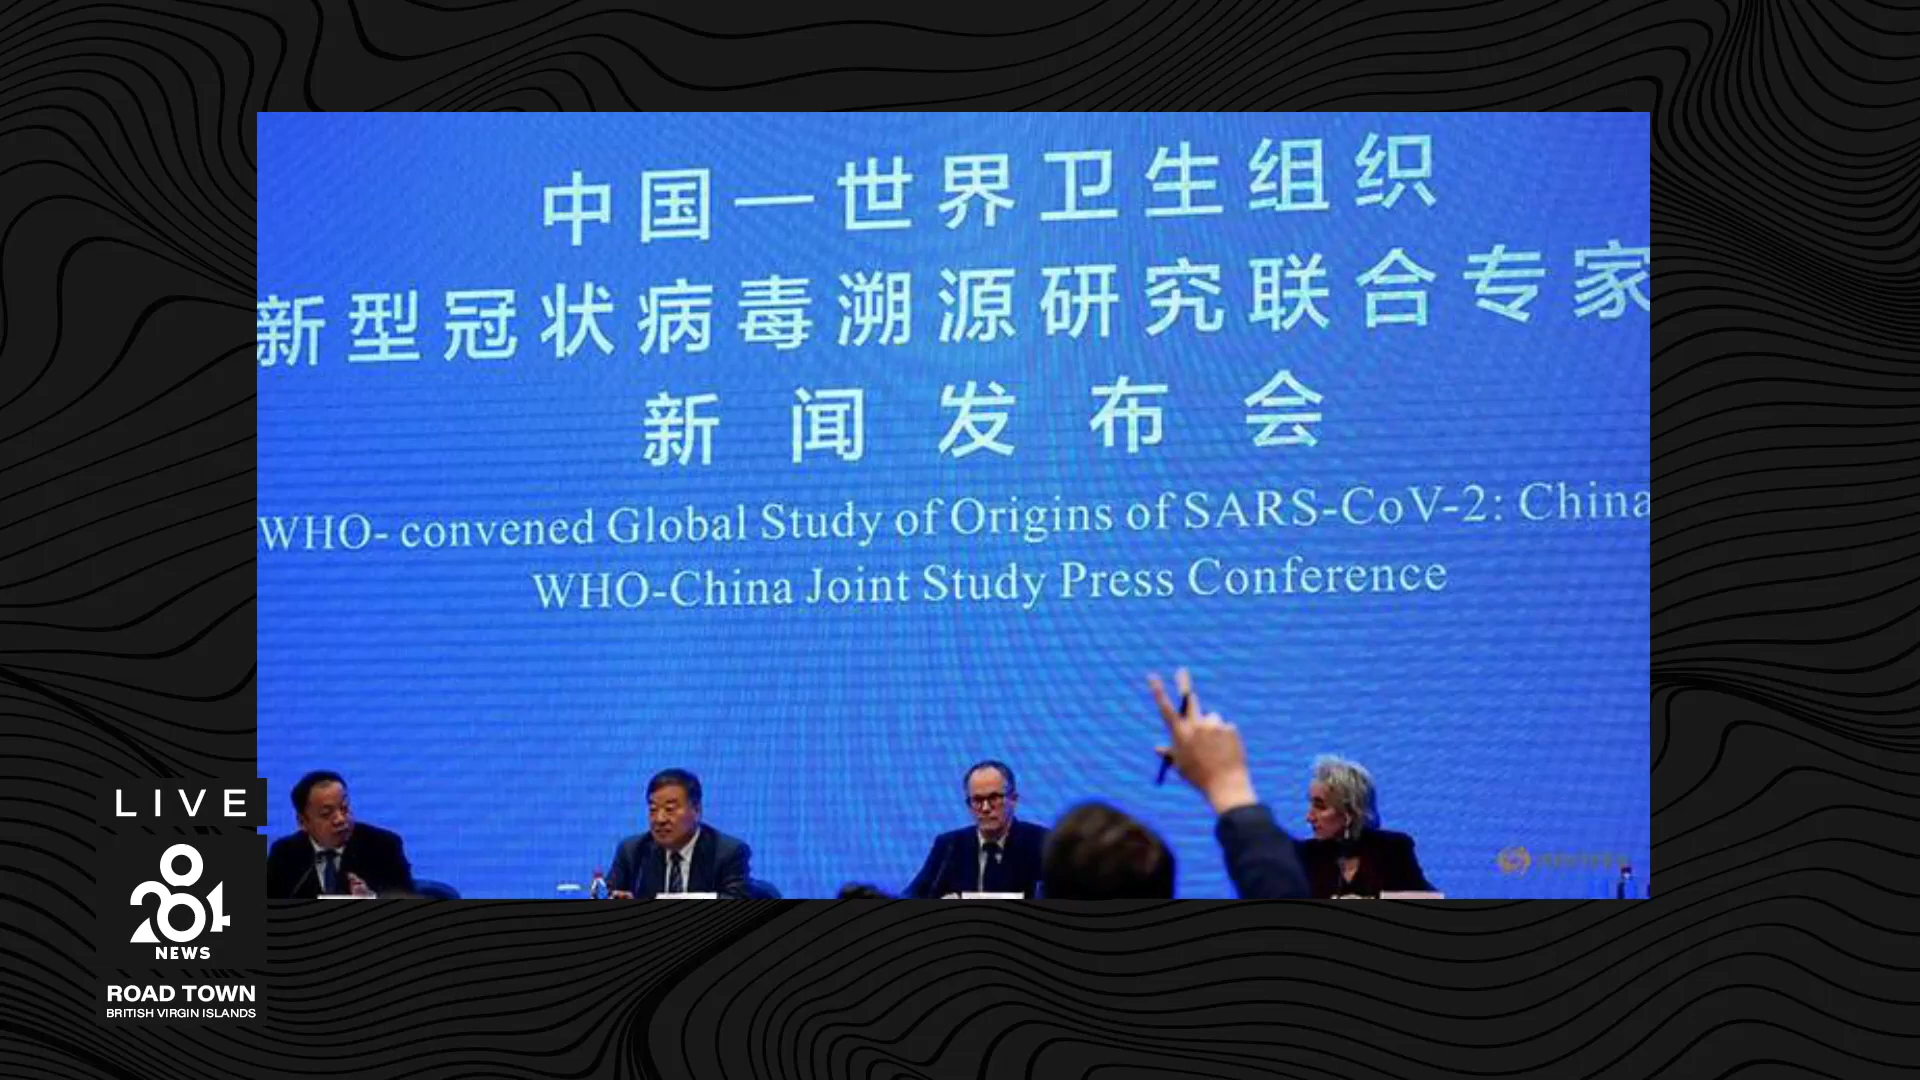 中国—世界卫生组织
新型冠状病毒溯源研究联合专家
新闻发布会
WHO- convened Global Study of Origins of SARS-CoV-2: China
WHO-China Joint Study Press Conference
REUTERS
LIVE
284
NEWS
ROAD TOWN
BRITISH VIRGIN ISLANDS